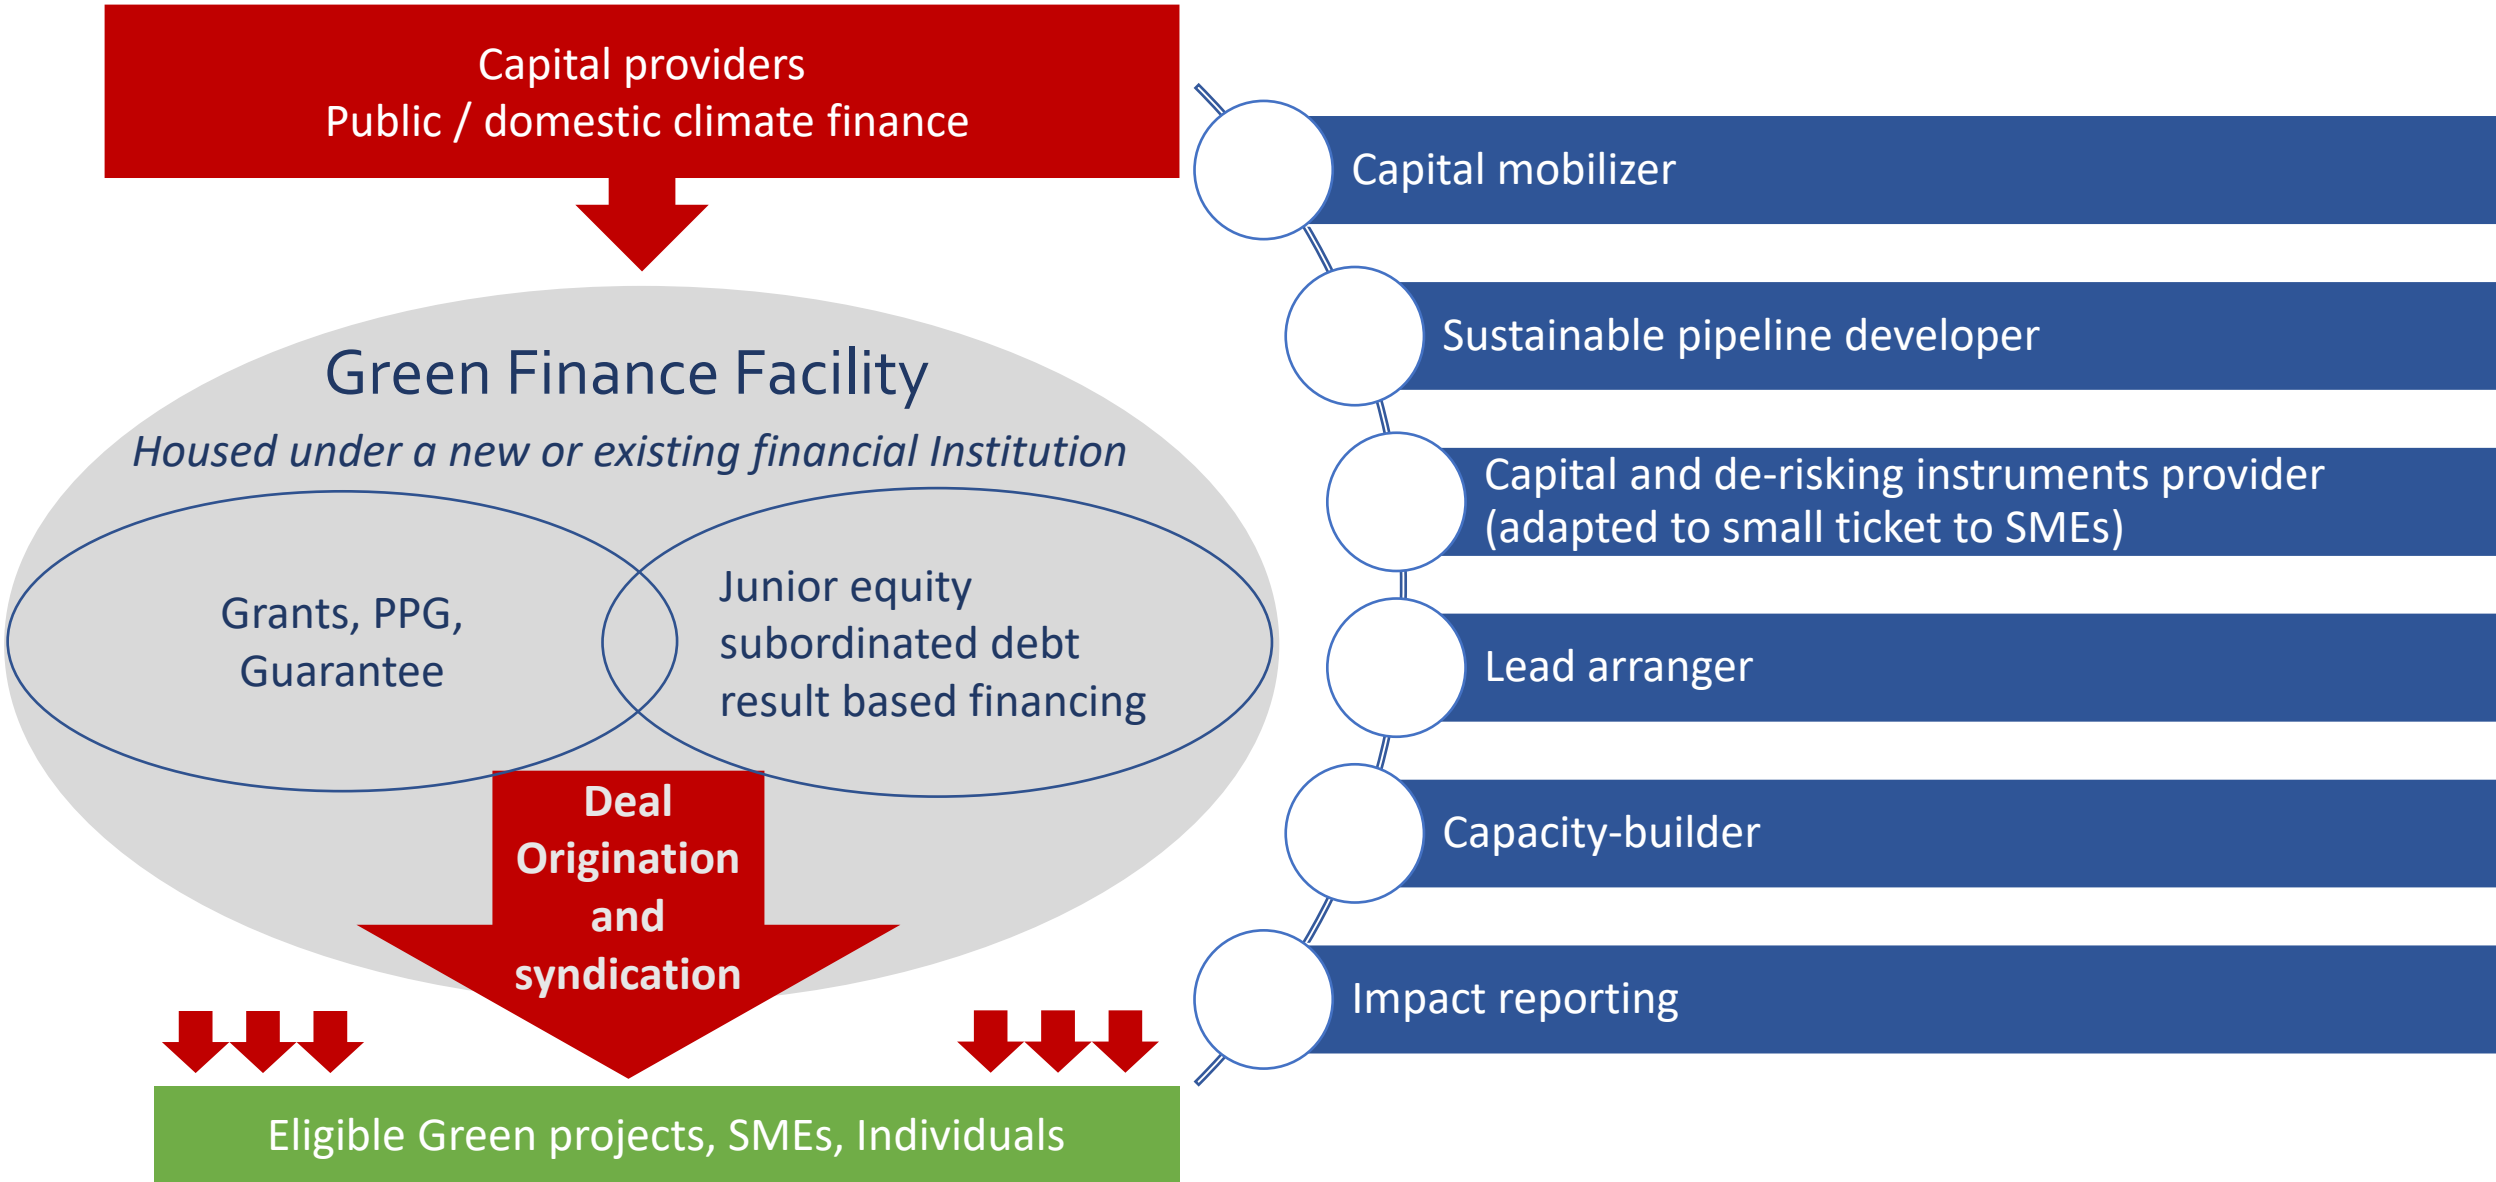 Capital providers
Public / domestic climate finance
Green Finance Facility
Housed under a new or existing financial Institution
Grants, PPG,
Guarantee
Junior equity
subordinated debt
result based financing
Deal
Origination
and
syndication
Eligible Green projects, SMEs, Individuals
Capital mobilizer
Sustainable pipeline developer
Capital and de-risking instruments provider
(adapted to small ticket to SMEs)
Lead arranger
Capacity-builder
Impact reporting